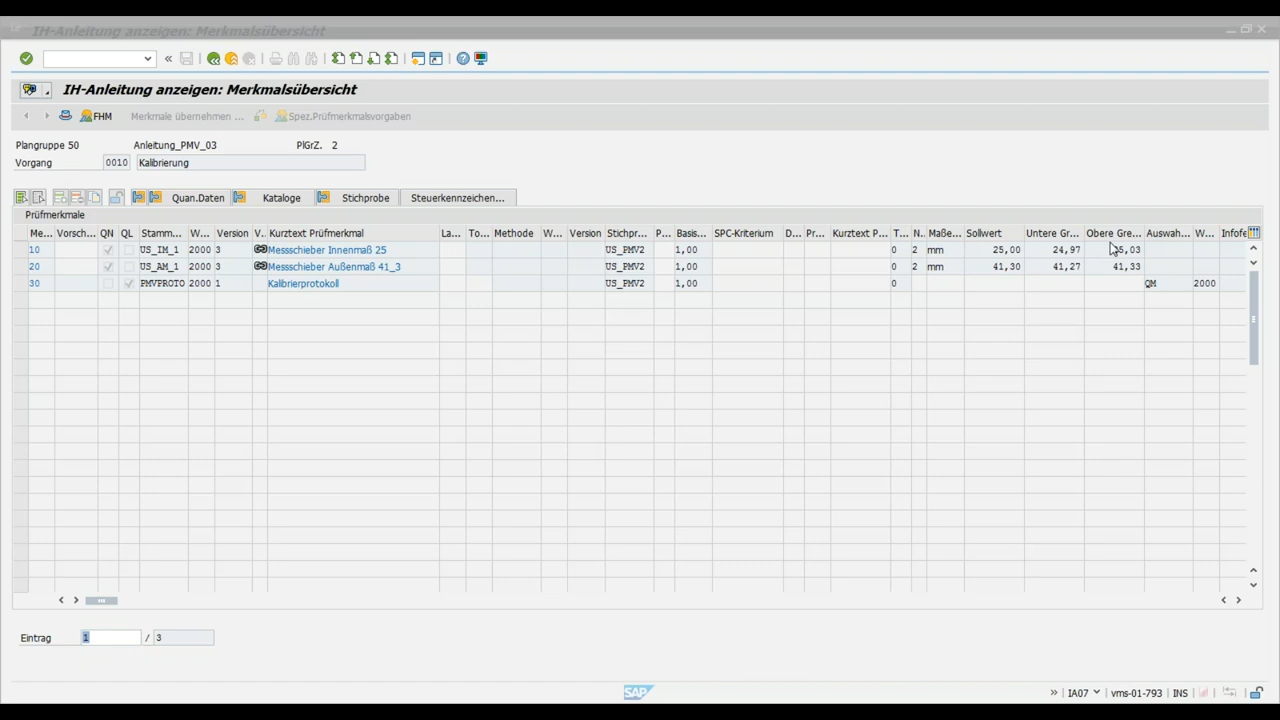 IH-Anleitung anzeigen: Merkmalsübersicht
IH-Anleitung anzeigen: Merkmalsübersicht
FHM Merkmale übernehmen ... Spez.Prüfmerkmalsvorgaben
Plangruppe 50 Anleitung_PMV_03 PlGrZ. 2
Vorgang 0010 Kalibrierung
Quan.Daten Kataloge Stichprobe Steuerkennzeichen...
Prüfmerkmale
Me... Vorsch... QN QL Stamm... W... Version V.. Kurztext Prüfmerkmal La... To... Methode W... Version Stichpr... P... Basis... SPC-Kriterium D... Pr... Kurztext P... T... N.. Maße... Sollwert Untere Gr... Obere Gre... Auswah... W... Infofe
10 US_IM_1 2000 3 Messschieber Innenmaß 25 US_PMV2 1,00 0 2 mm 25,00 24,97 25,03
20 US_AM_1 2000 3 Messschieber Außenmaß 41_3 US_PMV2 1,00 0 2 mm 41,30 41,27 41,33
30 PMVPROTO 2000 1 Kalibrierprotokoll US_PMV2 1,00 0 QM 2000
Eintrag 1 / 3
SAP » IA07 vms-01-793 INS